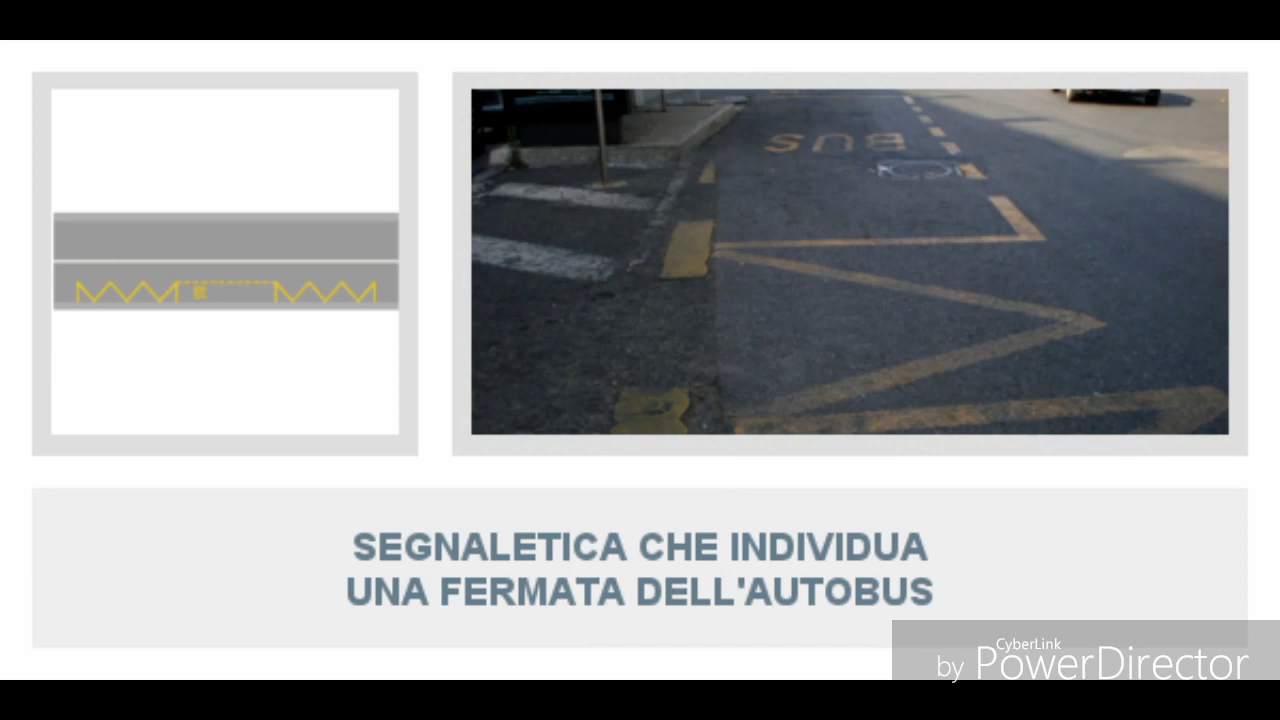 BUS
SEGNALETICA CHE INDIVIDUA
UNA FERMATA DELL'AUTOBUS
CyberLink
by PowerDirector